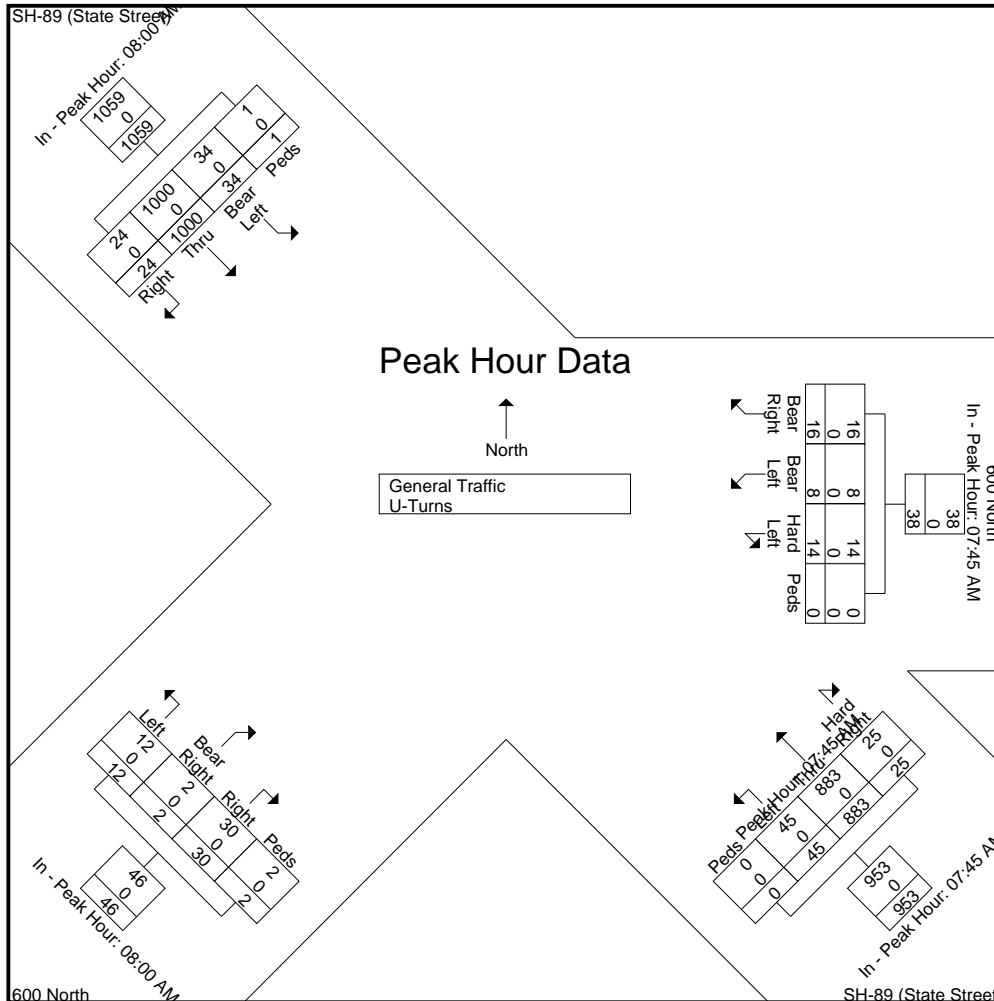 SH-89 (State Street)
In - Peak Hour: 08:00 AM
1059
0
1059
24 1000 34 1
0 0 0 0
24 1000 34 1
Right Thru Bear Left Peds
Peak Hour Data
North
General Traffic
U-Turns
600 North
In - Peak Hour: 07:45 AM
38
0
38
16 8 14 0
0 0 0 0
16 8 14 0
Bear Right Bear Left Hard Left Peds
Left Bear Right Right Peds
12 2 30 2
0 0 0 0
12 2 30 2
46
0
46
In - Peak Hour: 08:00 AM
600 North
Peak Hour: 07:45 AM
Peds Left Thru Hard Right
0 45 883 25
0 0 0 0
0 45 883 25
953
0
953
In - Peak Hour: 07:45 AM
SH-89 (State Street